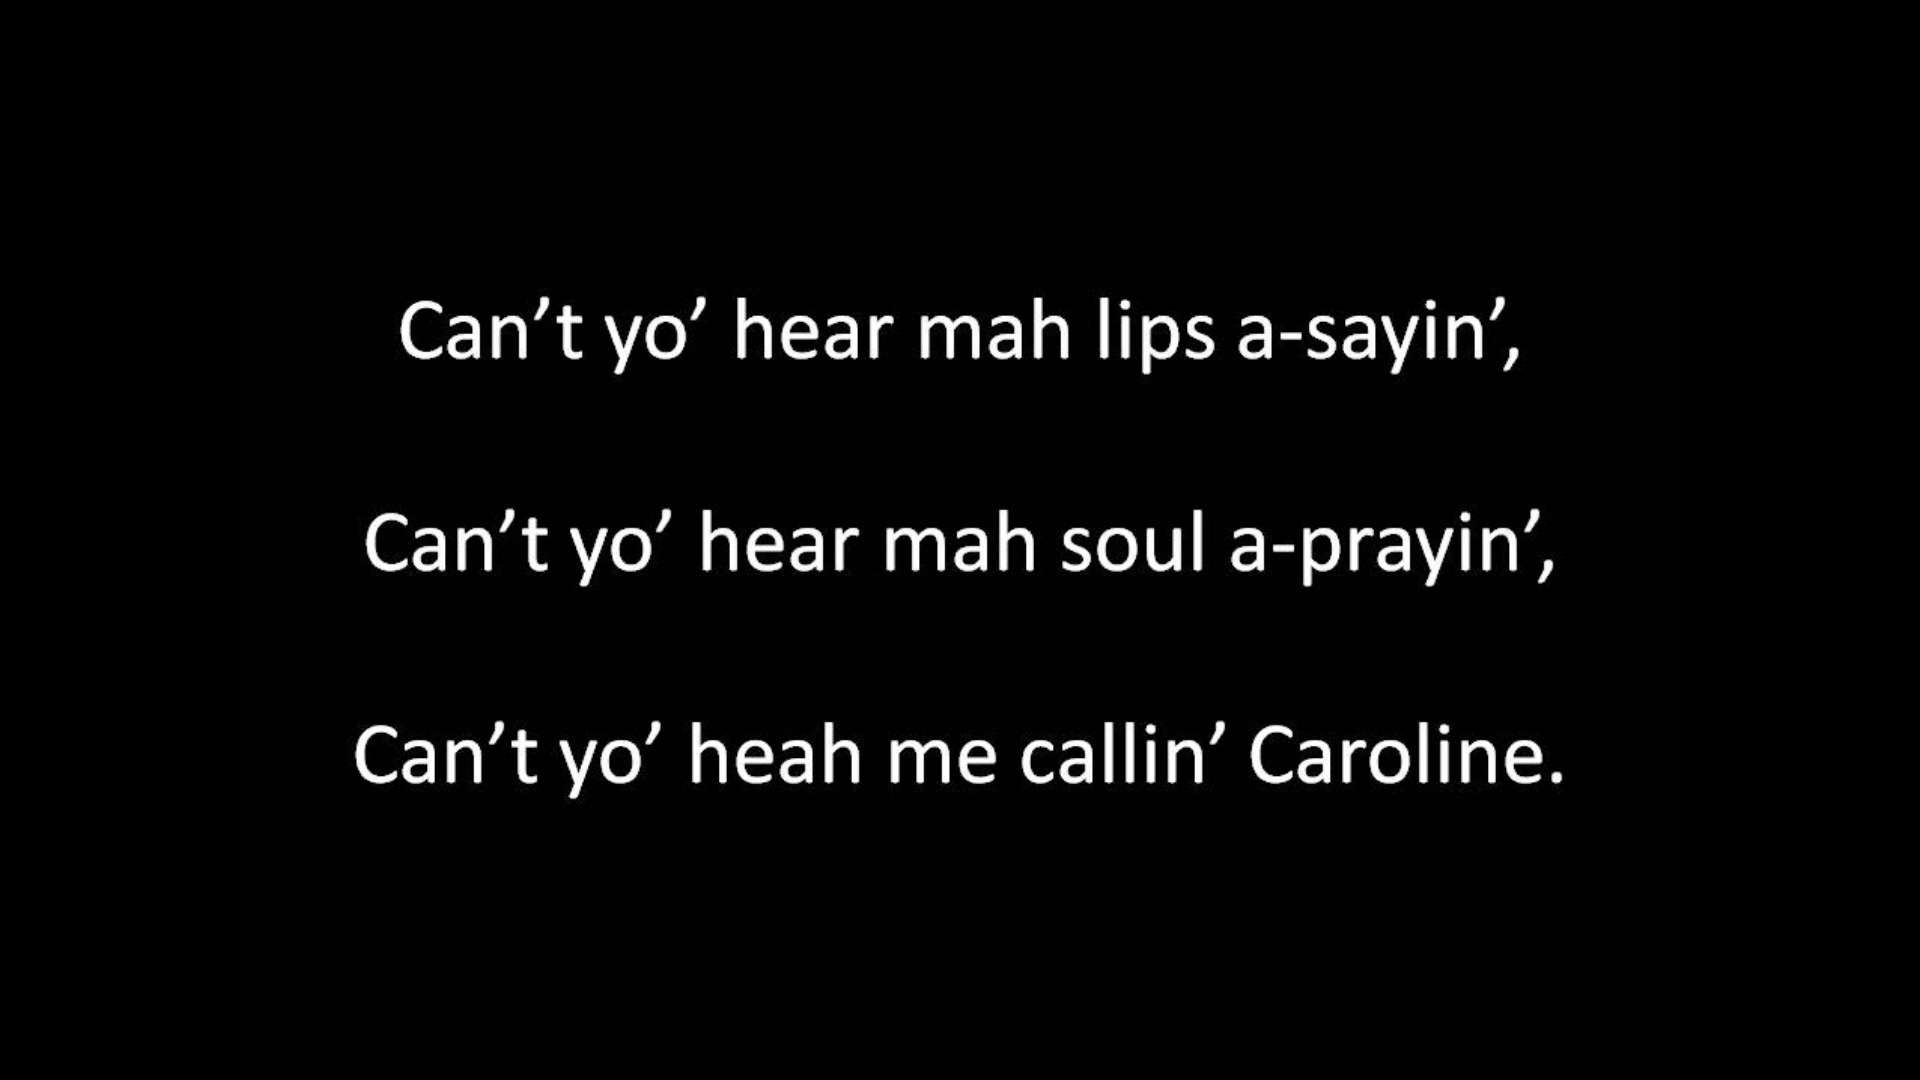 Can’t yo’ hear mah lips a-sayin’,
Can’t yo’ hear mah soul a-prayin’,
Can’t yo’ heah me callin’ Caroline.